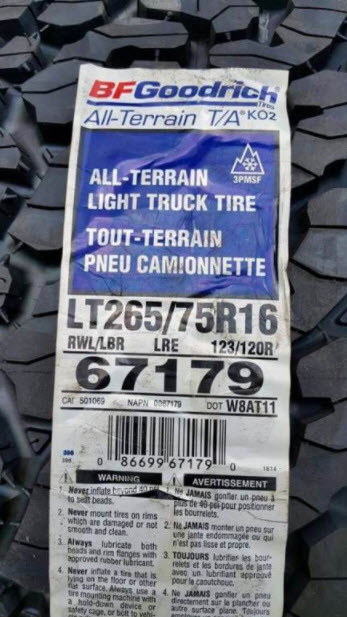 BFGoodrich
Tires
All-Terrain T/A® KO2
3PMSF
ALL-TERRAIN
LIGHT TRUCK TIRE
TOUT-TERRAIN
PNEU CAMIONNETTE
LT265/75R16
RWL/LBR LRE 123/120R
67179
CAI 501069 NAPN 0067179 DOT W8AT11
0 86699 67179 0
WARNING
1. Never inflate beyond 40 psi
to seat beads.
2. Never mount tires on rims
which are damaged or not
smooth and clean.
3. Always lubricate both
beads and rim flanges with
approved rubber lubricant.
4. Never inflate a tire that is
lying on the floor or other
flat surface. Always use a
tire mounting machine with
a hold-down device or
safety cage, or bolt to vehi-
AVERTISSEMENT
1. Ne JAMAIS gonfler un pneu à
plus de 40 psi pour positionner
les bourrelets.
2. Ne JAMAIS monter un pneu sur
une jante endommagée ou qui
n'est pas lisse et propre.
3. TOUJOURS lubrifier les bour-
relets et les bordures de jante
avec un lubrifiant approuvé
pour le caoutchouc.
4. Ne JAMAIS gonfler un pneu
directement sur le plancher ou
autre surface plane. Toujours